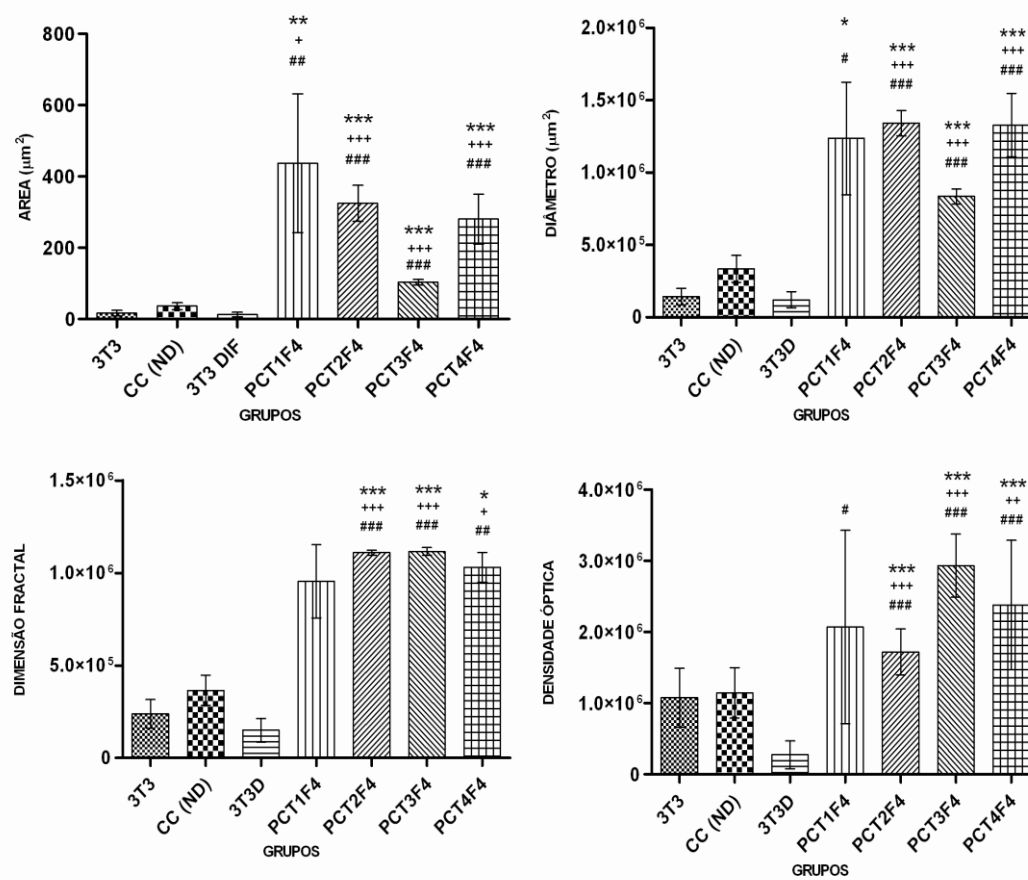 AREA (µm²)
800
600
400
200
0
**
+
##
***
+++
###
***
+++
###
***
+++
###
3T3
CC (ND)
3T3 DIF
PCT1F4
PCT2F4
PCT3F4
PCT4F4
GRUPOS
DIÂMETRO (µm²)
2.0×10⁶
1.5×10⁶
1.0×10⁶
5.0×10⁵
0
*
#
***
+++
###
***
+++
###
***
+++
###
3T3
CC (ND)
3T3D
PCT1F4
PCT2F4
PCT3F4
PCT4F4
GRUPOS
DIMENSÃO FRACTAL
1.5×10⁶
1.0×10⁶
5.0×10⁵
0
***
+++
###
***
+++
###
*
+
##
3T3
CC (ND)
3T3D
PCT1F4
PCT2F4
PCT3F4
PCT4F4
GRUPOS
DENSIDADE ÓPTICA
4.0×10⁶
3.0×10⁶
2.0×10⁶
1.0×10⁶
0
#
***
+++
###
***
+++
###
***
++
###
3T3
CC (ND)
3T3D
PCT1F4
PCT2F4
PCT3F4
PCT4F4
GRUPOS